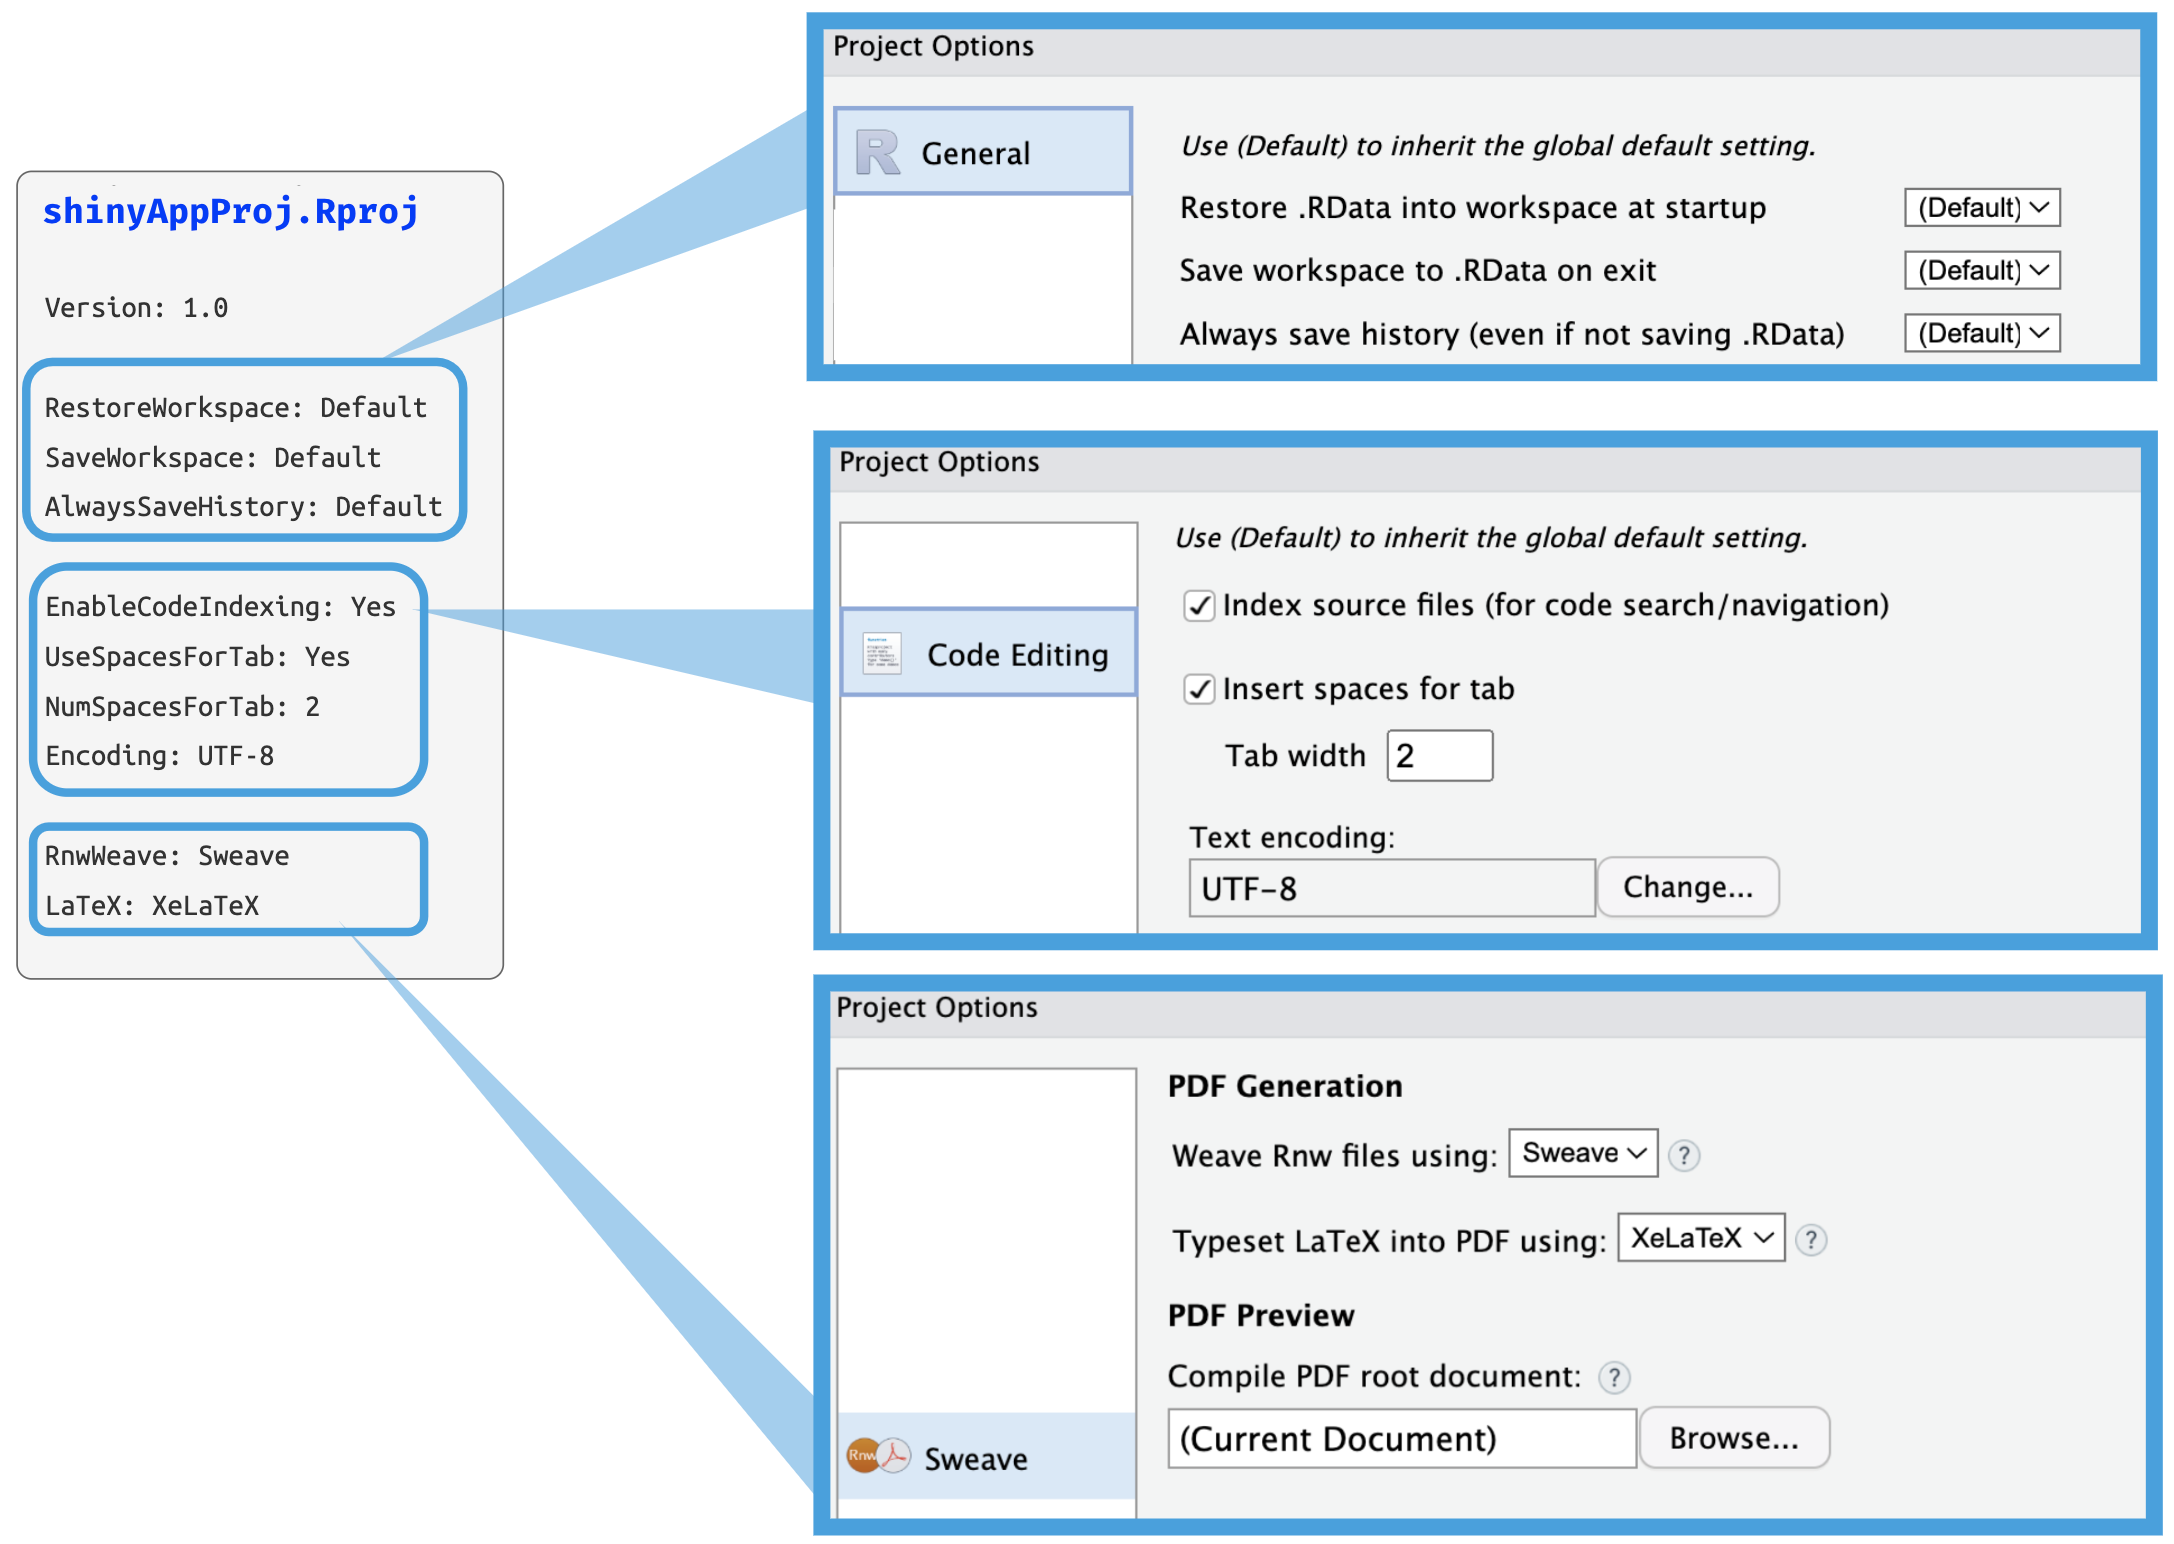 shinyAppProj.Rproj
Version: 1.0
RestoreWorkspace: Default
SaveWorkspace: Default
AlwaysSaveHistory: Default
EnableCodeIndexing: Yes
UseSpacesForTab: Yes
NumSpacesForTab: 2
Encoding: UTF-8
RnwWeave: Sweave
LaTeX: XeLaTeX
Project Options
R General
Use (Default) to inherit the global default setting.
Restore .RData into workspace at startup (Default)
Save workspace to .RData on exit (Default)
Always save history (even if not saving .RData) (Default)
Project Options
Code Editing
Use (Default) to inherit the global default setting.
Index source files (for code search/navigation)
Insert spaces for tab
Tab width 2
Text encoding:
UTF-8 Change...
Project Options
PDF Generation
Weave Rnw files using: Sweave ?
Typeset LaTeX into PDF using: XeLaTeX ?
PDF Preview
Compile PDF root document: ?
(Current Document) Browse...
Rnw Sweave